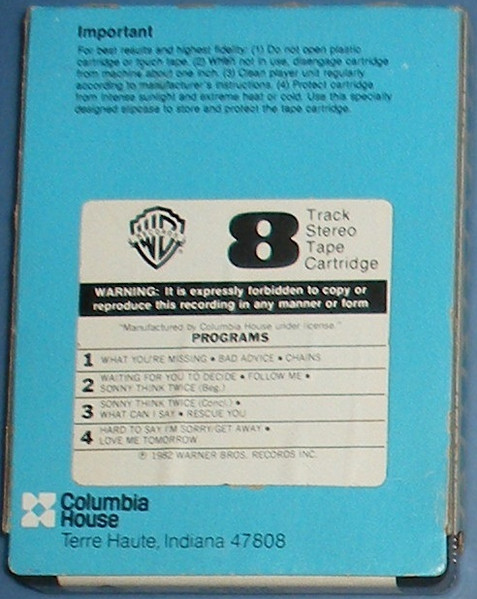 Important
For best results and highest fidelity: (1) Do not open plastic
cartridge or touch tape. (2) When not in use, disengage cartridge
from machine about one inch. (3) Clean player unit regularly
according to manufacturer's instructions. (4) Protect cartridge
from intense sunlight and extreme heat or cold. Use this specially
designed slipcase to store and protect the tape cartridge.
WB
RECORDS
8 Track
Stereo
Tape
Cartridge
WARNING: It is expressly forbidden to copy or
reproduce this recording in any manner or form
"Manufactured by Columbia House under license."
PROGRAMS
1 WHAT YOU'RE MISSING • BAD ADVICE • CHAINS
2 WAITING FOR YOU TO DECIDE • FOLLOW ME •
SONNY THINK TWICE (Beg.)
3 SONNY THINK TWICE (Concl.) •
WHAT CAN I SAY • RESCUE YOU
4 HARD TO SAY I'M SORRY/GET AWAY •
LOVE ME TOMORROW
℗ 1982 WARNER BROS. RECORDS INC.
Columbia
House
Terre Haute, Indiana 47808